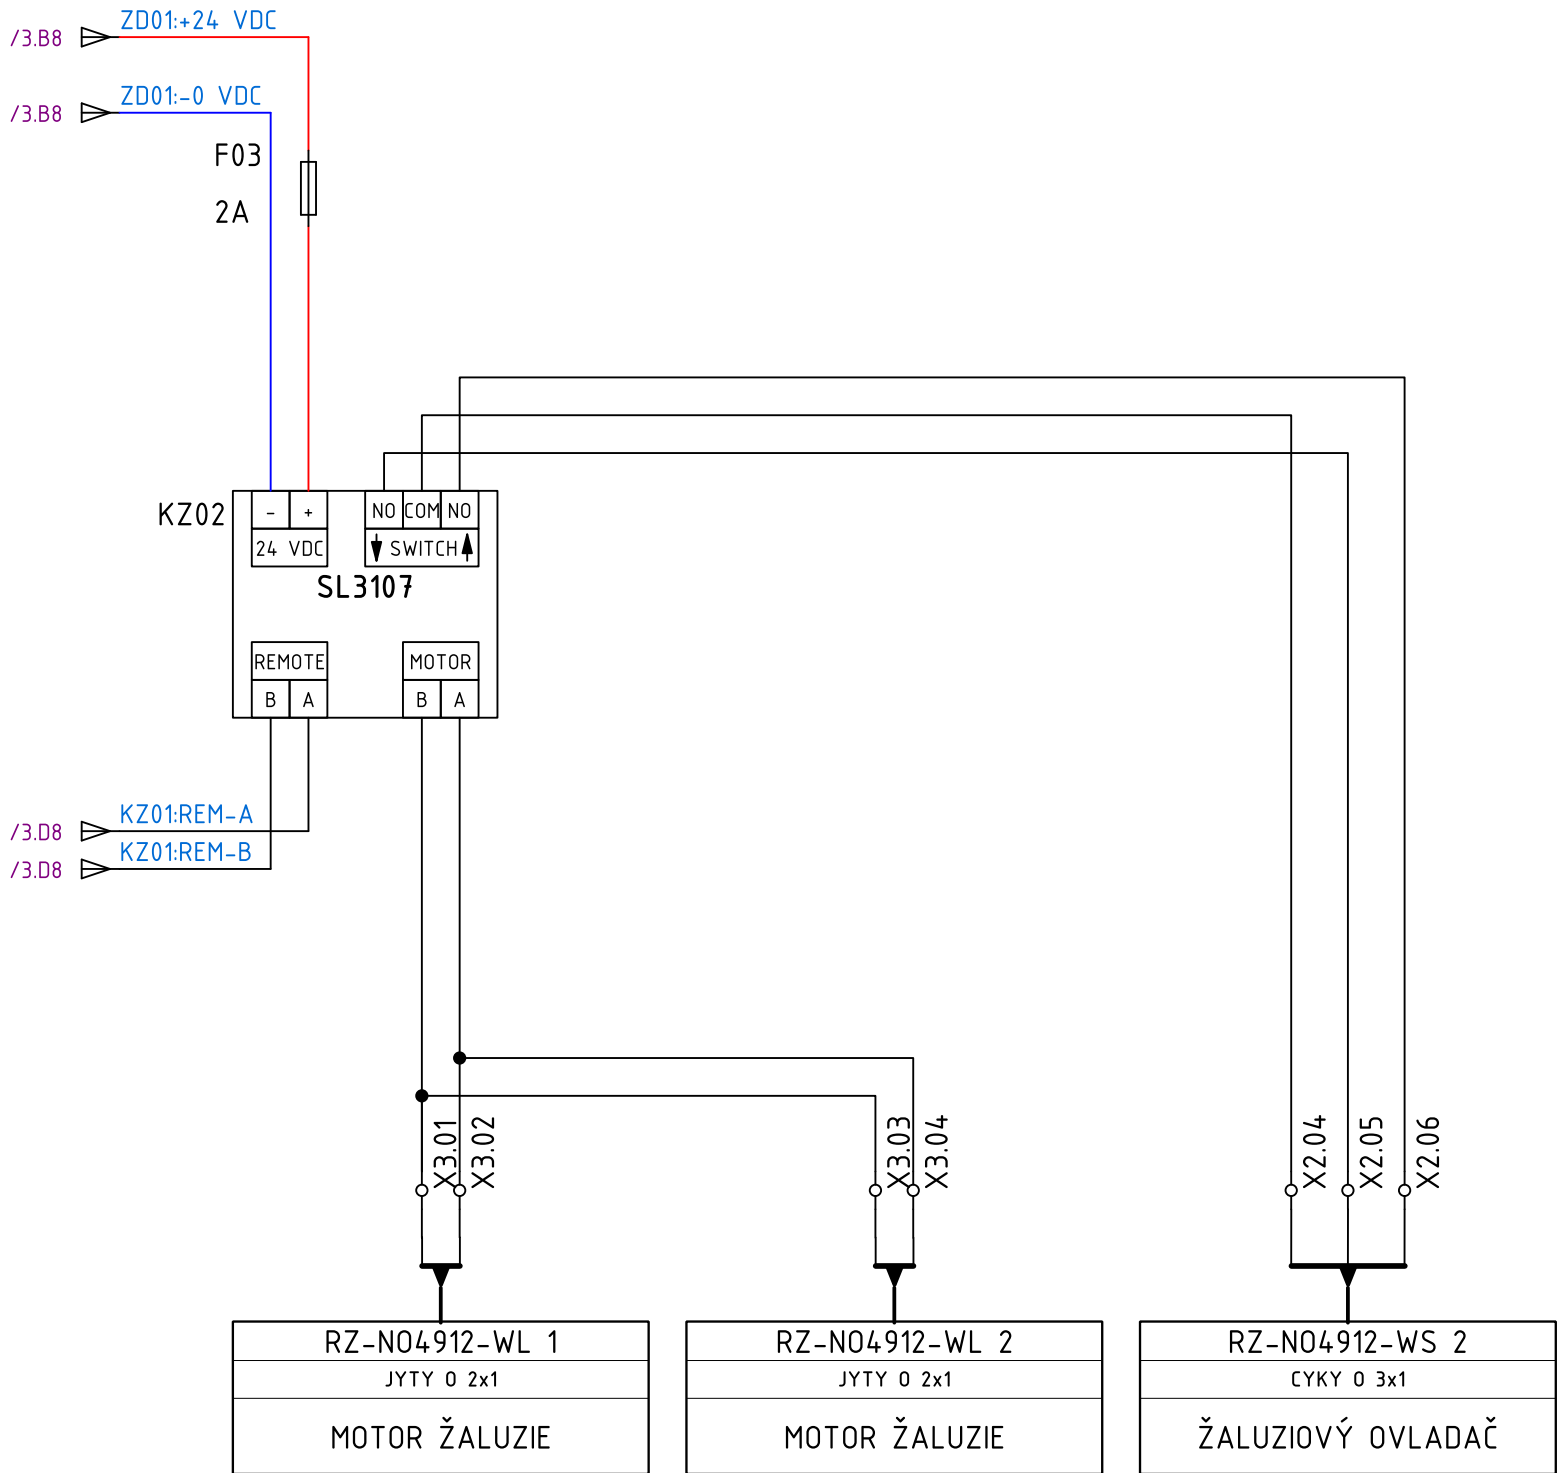 ZD01:+24 VDC
/3.B8
ZD01:-0 VDC
/3.B8
F03
2A
KZ02
- + NO COM NO
24 VDC SWITCH
SL3107
REMOTE MOTOR
B A B A
KZ01:REM-A
/3.D8
KZ01:REM-B
/3.D8
X3.01
X3.02
X3.03
X3.04
X2.04
X2.05
X2.06
RZ-NO4912-WL 1
JYTY O 2x1
MOTOR ŽALUZIE
RZ-NO4912-WL 2
JYTY O 2x1
MOTOR ŽALUZIE
RZ-NO4912-WS 2
CYKY O 3x1
ŽALUZIOVÝ OVLADAČ